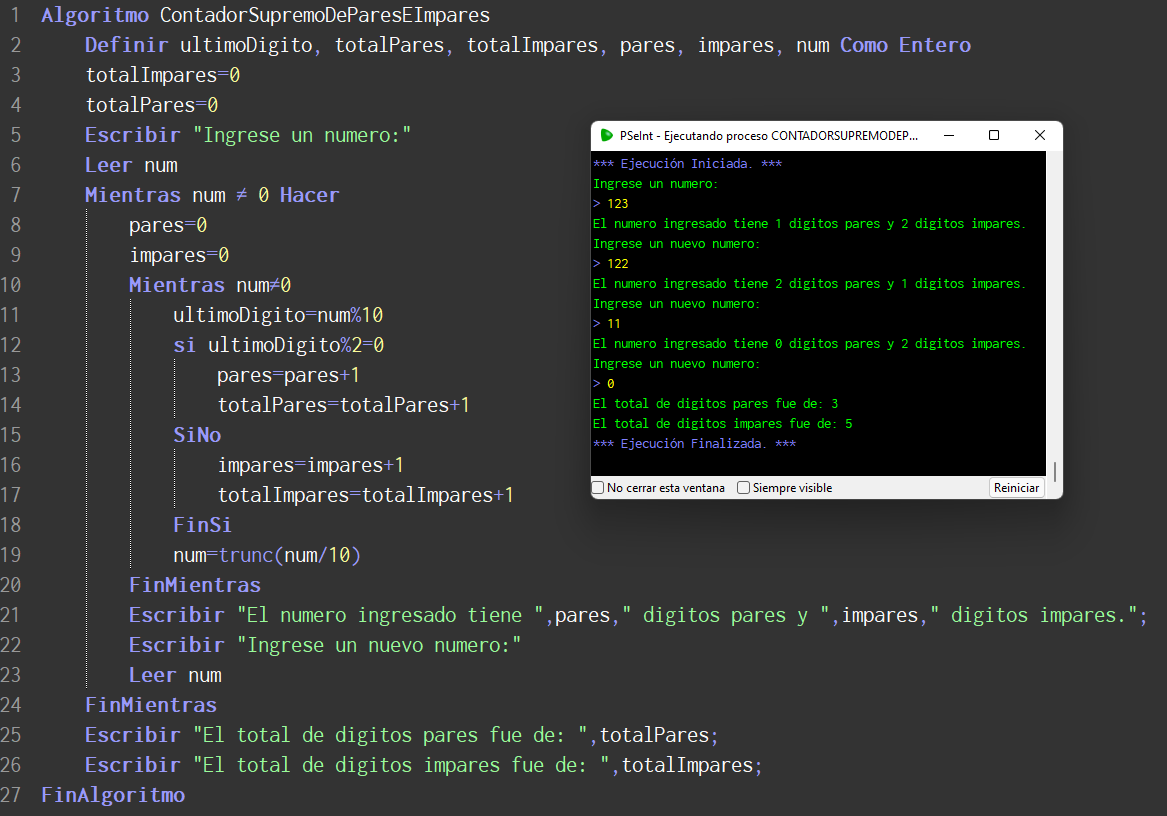 1 Algoritmo ContadorSupremoDeParesEImpares
2 Definir ultimoDigito, totalPares, totalImpares, pares, impares, num Como Entero
3 totalImpares=0
4 totalPares=0
5 Escribir "Ingrese un numero:"
6 Leer num
7 Mientras num ≠ 0 Hacer
8 pares=0
9 impares=0
10 Mientras num≠0
11 ultimoDigito=num%10
12 si ultimoDigito%2=0
13 pares=pares+1
14 totalPares=totalPares+1
15 SiNo
16 impares=impares+1
17 totalImpares=totalImpares+1
18 FinSi
19 num=trunc(num/10)
20 FinMientras
21 Escribir "El numero ingresado tiene ",pares," digitos pares y ",impares," digitos impares.";
22 Escribir "Ingrese un nuevo numero:"
23 Leer num
24 FinMientras
25 Escribir "El total de digitos pares fue de: ",totalPares;
26 Escribir "El total de digitos impares fue de: ",totalImpares;
27 FinAlgoritmo
PSeInt - Ejecutando proceso CONTADORSUPREMODEP...
*** Ejecución Iniciada. ***
Ingrese un numero:
> 123
El numero ingresado tiene 1 digitos pares y 2 digitos impares.
Ingrese un nuevo numero:
> 122
El numero ingresado tiene 2 digitos pares y 1 digitos impares.
Ingrese un nuevo numero:
> 11
El numero ingresado tiene 0 digitos pares y 2 digitos impares.
Ingrese un nuevo numero:
> 0
El total de digitos pares fue de: 3
El total de digitos impares fue de: 5
*** Ejecución Finalizada. ***
No cerrar esta ventana Siempre visible Reiniciar